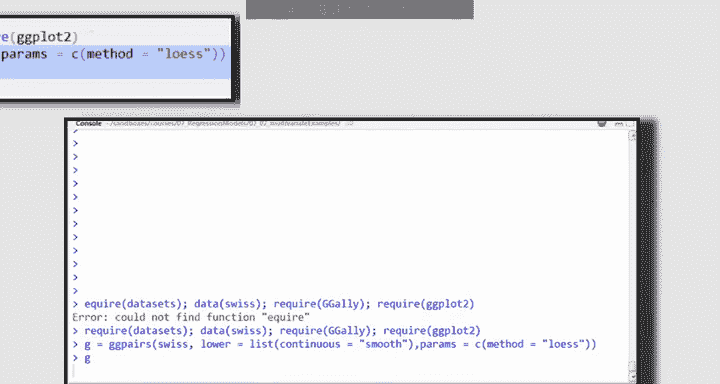 e(ggplot2)
params = c(method = "loess"))
Console
>
>
>
>
>
>
>
>
>
>
>
>
> equire(datasets); data(swiss); require(GGally); require(ggplot2)
Error: could not find function "equire"
> require(datasets); data(swiss); require(GGally); require(ggplot2)
> g = ggpairs(swiss, lower = list(continuous = "smooth"),params = c(method = "loess"))
> g